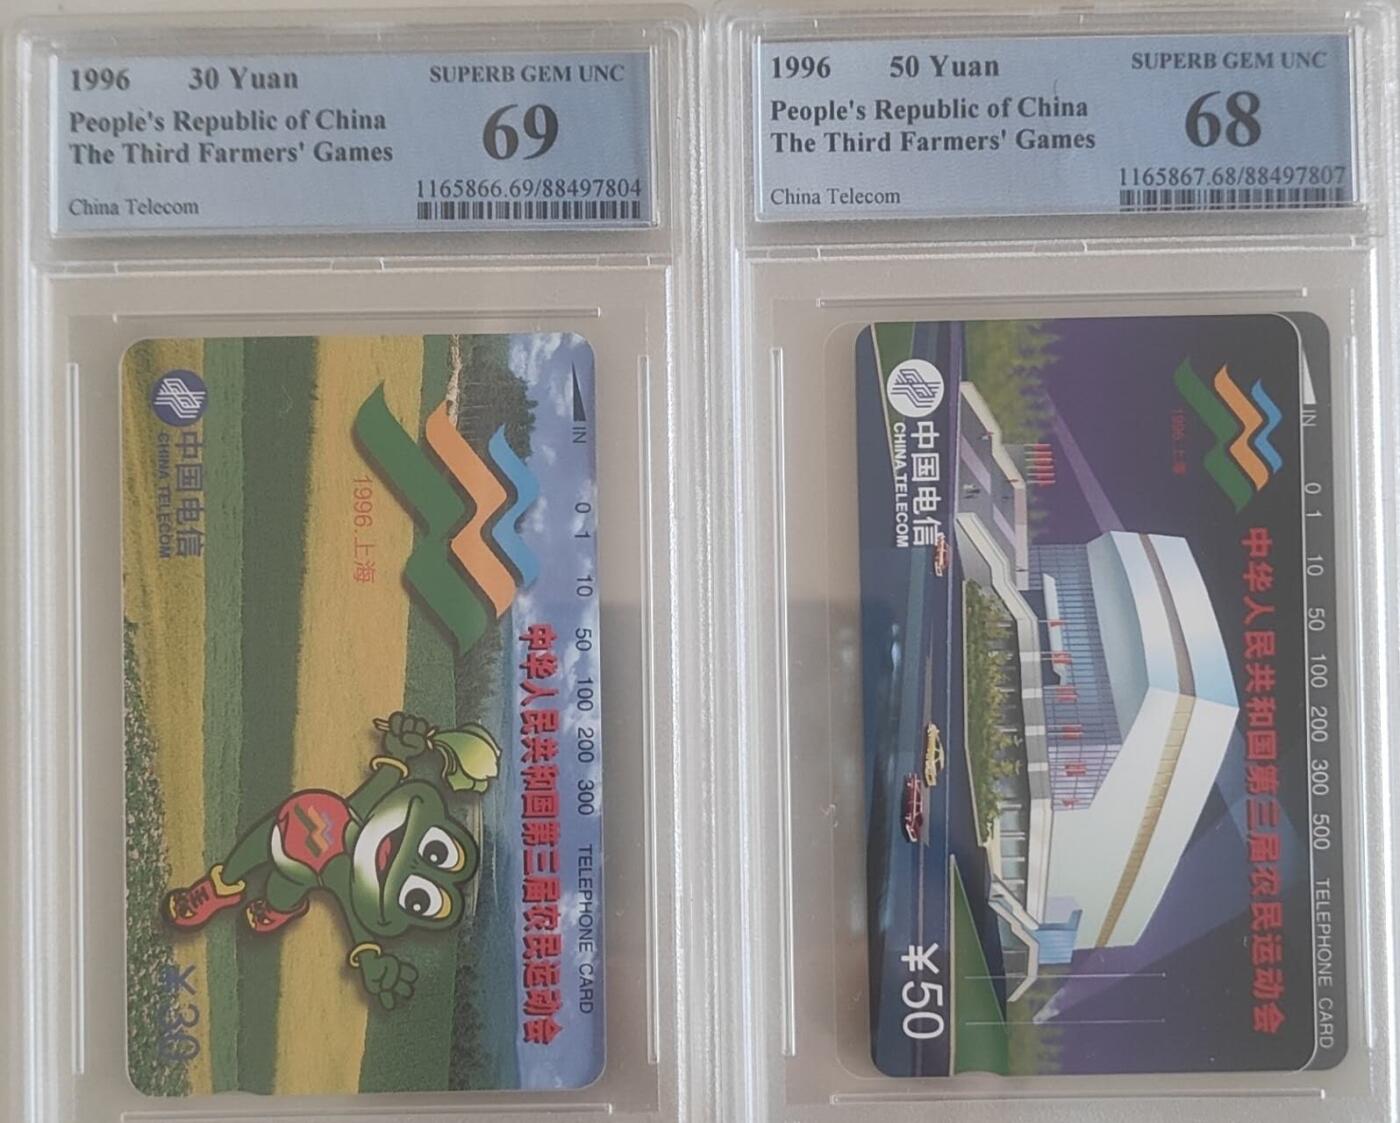 1996 30 Yuan SUPERB GEM UNC
People's Republic of China 69
The Third Farmers' Games
1165866.69/88497804
China Telecom
IN 0 1 10 50 100 200 300 TELEPHONE CARD
中华人民共和国第三届农民运动会
1996.上海
中国电信
CHINA TELECOM
¥30
1996 50 Yuan SUPERB GEM UNC
People's Republic of China 68
The Third Farmers' Games
1165867.68/88497807
China Telecom
IN 0 1 10 50 100 200 300 500 TELEPHONE CARD
中华人民共和国第三届农民运动会
1996.上海
中国电信
CHINA TELECOM
¥50